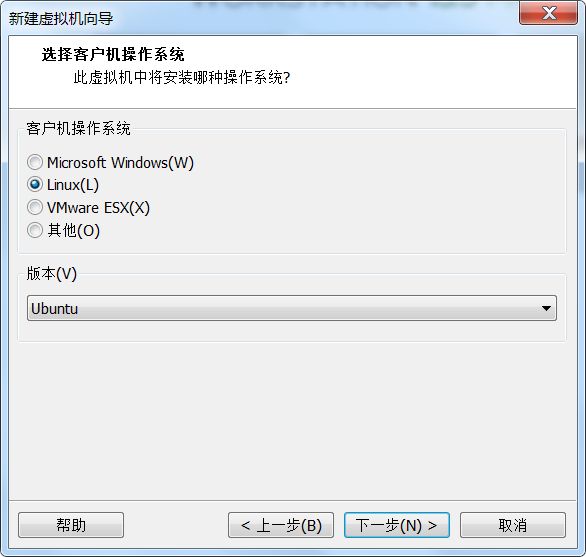 新建虚拟机向导
选择客户机操作系统
此虚拟机中将安装哪种操作系统?
客户机操作系统
Microsoft Windows(W)
Linux(L)
VMware ESX(X)
其他(O)
版本(V)
Ubuntu
帮助
< 上一步(B)
下一步(N) >
取消